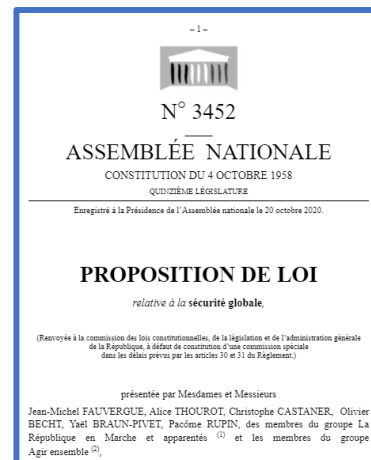 – 1 –
N° 3452
ASSEMBLÉE NATIONALE
CONSTITUTION DU 4 OCTOBRE 1958
QUINZIÈME LÉGISLATURE
Enregistré à la Présidence de l'Assemblée nationale le 20 octobre 2020.
PROPOSITION DE LOI
relative à la sécurité globale,
(Renvoyée à la commission des lois constitutionnelles, de la législation et de l'administration générale
de la République, à défaut de constitution d'une commission spéciale
dans les délais prévus par les articles 30 et 31 du Règlement.)
présentée par Mesdames et Messieurs
Jean-Michel FAUVERGUE, Alice THOUROT, Christophe CASTANER, Olivier
BECHT, Yaël BRAUN-PIVET, Pacôme RUPIN, des membres du groupe La
République en Marche et apparentés (1) et les membres du groupe
Agir ensemble (2),